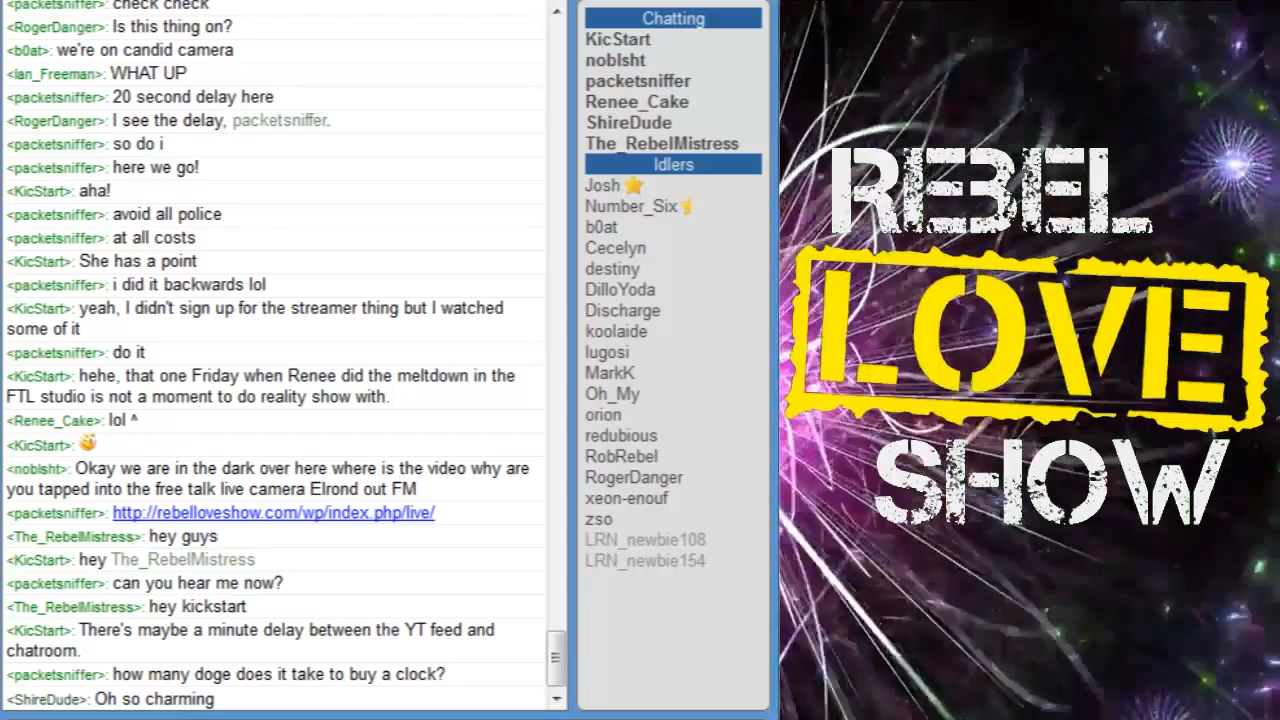 <packetsniffer>: check check
<RogerDanger>: Is this thing on?
<b0at>: we're on candid camera
<Ian_Freeman>: WHAT UP
<packetsniffer>: 20 second delay here
<RogerDanger>: I see the delay, packetsniffer.
<packetsniffer>: so do i
<packetsniffer>: here we go!
<KicStart>: aha!
<packetsniffer>: avoid all police
<packetsniffer>: at all costs
<KicStart>: She has a point
<packetsniffer>: i did it backwards lol
<KicStart>: yeah, I didn't sign up for the streamer thing but I watched
some of it
<packetsniffer>: do it
<KicStart>: hehe, that one Friday when Renee did the meltdown in the
FTL studio is not a moment to do reality show with.
<Renee_Cake>: lol ^
<KicStart>:
<noblsht>: Okay we are in the dark over here where is the video why are
you tapped into the free talk live camera Elrond out FM
<packetsniffer>: http://rebelloveshow.com/wp/index.php/live/
<The_RebelMistress>: hey guys
<KicStart>: hey The_RebelMistress
<packetsniffer>: can you hear me now?
<The_RebelMistress>: hey kickstart
<KicStart>: There's maybe a minute delay between the YT feed and
chatroom.
<packetsniffer>: how many doge does it take to buy a clock?
<ShireDude>: Oh so charming
Chatting
KicStart
noblsht
packetsniffer
Renee_Cake
ShireDude
The_RebelMistress
Idlers
Josh
Number_Six
b0at
Cecelyn
destiny
DilloYoda
Discharge
koolaide
lugosi
MarkK
Oh_My
orion
redubious
RobRebel
RogerDanger
xeon-enouf
zso
LRN_newbie108
LRN_newbie154
REBEL
LOVE
SHOW